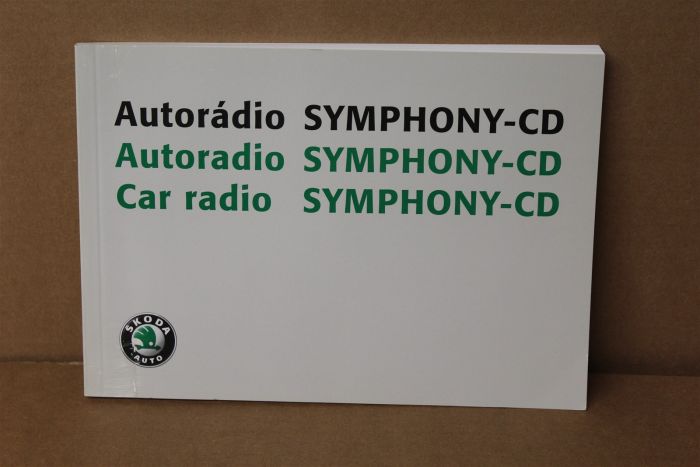 Autorádio SYMPHONY-CD
Autoradio SYMPHONY-CD
Car radio SYMPHONY-CD
ŠKODA
AUTO